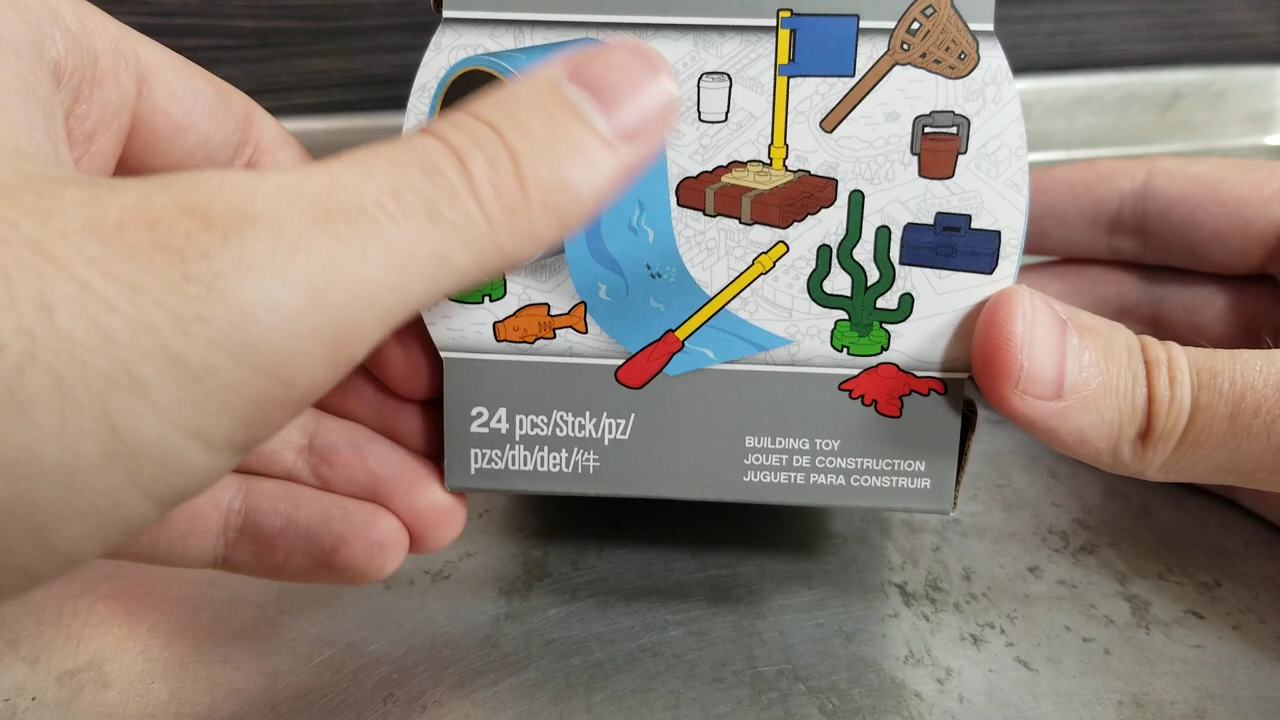 24 pcs/Stck/pz/
pzs/db/det/件
BUILDING TOY
JOUET DE CONSTRUCTION
JUGUETE PARA CONSTRUIR